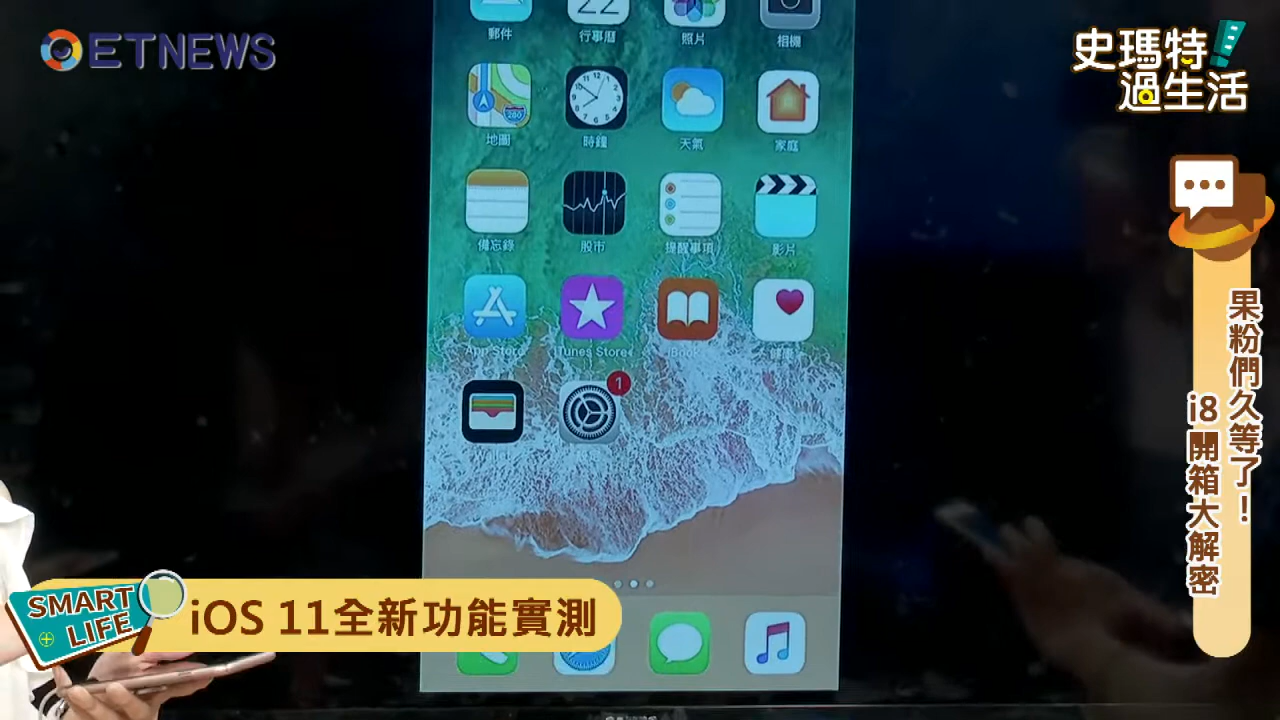 ETNEWS
史瑪特
過生活
果粉們久等了!
i8開箱大解密
22
郵件
行事曆
照片
相機
地圖
時鐘
天氣
家庭
280
備忘錄
股市
提醒事項
影片
App Store
iTunes Store
iBooks
健康
1
SMART
LIFE
iOS 11全新功能實測